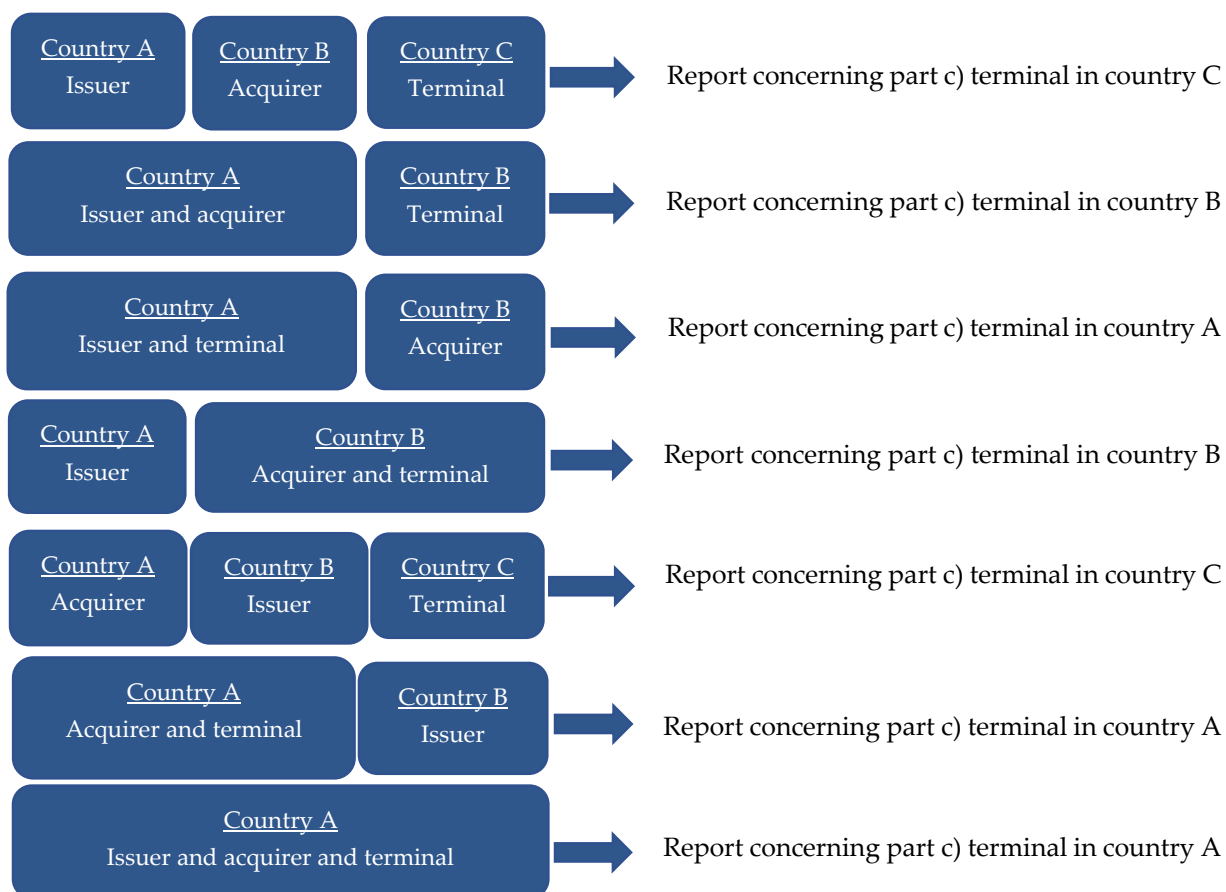 Country A
Issuer
Country B
Acquirer
Country C
Terminal
Report concerning part c) terminal in country C
Country A
Issuer and acquirer
Country B
Terminal
Report concerning part c) terminal in country B
Country A
Issuer and terminal
Country B
Acquirer
Report concerning part c) terminal in country A
Country A
Issuer
Country B
Acquirer and terminal
Report concerning part c) terminal in country B
Country A
Acquirer
Country B
Issuer
Country C
Terminal
Report concerning part c) terminal in country C
Country A
Acquirer and terminal
Country B
Issuer
Report concerning part c) terminal in country A
Country A
Issuer and acquirer and terminal
Report concerning part c) terminal in country A